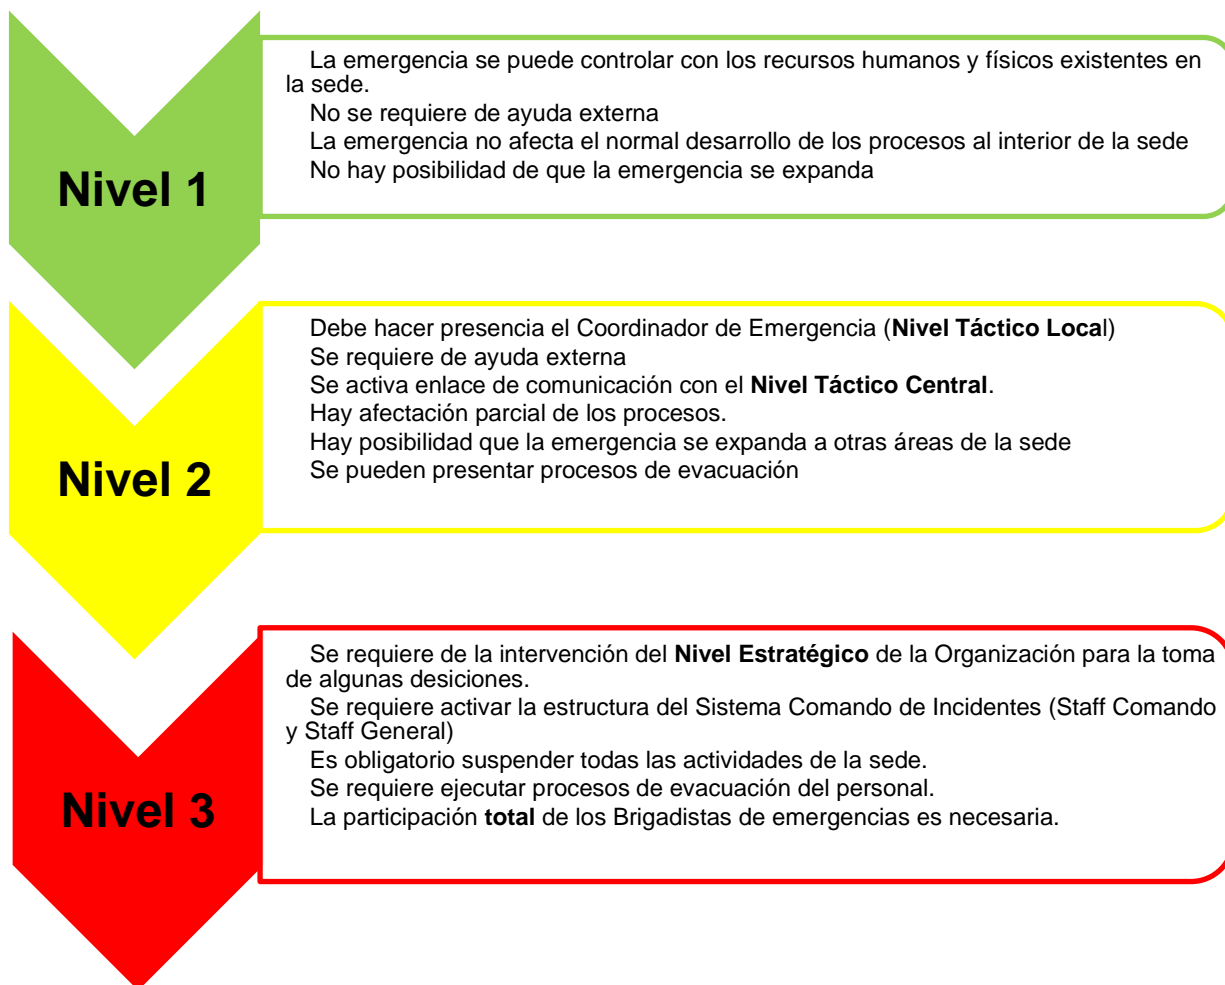 Nivel 1
La emergencia se puede controlar con los recursos humanos y físicos existentes en
la sede.
No se requiere de ayuda externa
La emergencia no afecta el normal desarrollo de los procesos al interior de la sede
No hay posibilidad de que la emergencia se expanda
Nivel 2
Debe hacer presencia el Coordinador de Emergencia (Nivel Táctico Local)
Se requiere de ayuda externa
Se activa enlace de comunicación con el Nivel Táctico Central.
Hay afectación parcial de los procesos.
Hay posibilidad que la emergencia se expanda a otras áreas de la sede
Se pueden presentar procesos de evacuación
Nivel 3
Se requiere de la intervención del Nivel Estratégico de la Organización para la toma
de algunas desiciones.
Se requiere activar la estructura del Sistema Comando de Incidentes (Staff Comando
y Staff General)
Es obligatorio suspender todas las actividades de la sede.
Se requiere ejecutar procesos de evacuación del personal.
La participación total de los Brigadistas de emergencias es necesaria.